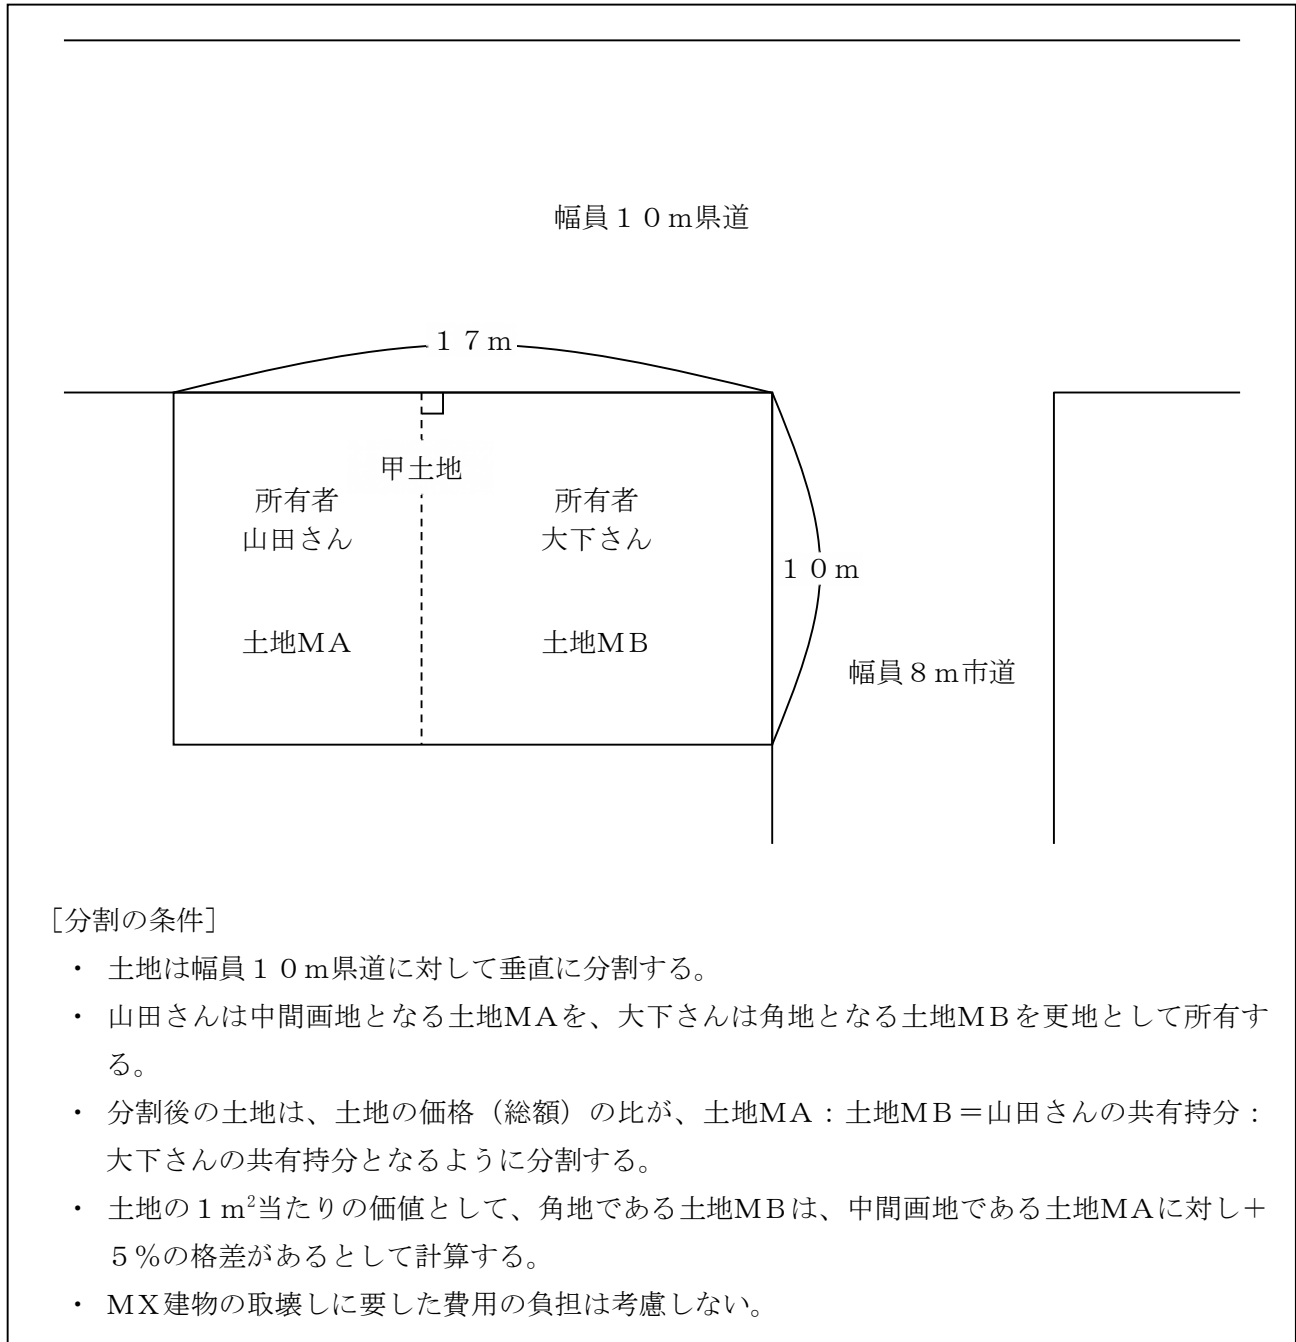 幅員１０ｍ県道
１７ｍ
甲土地
所有者
山田さん
所有者
大下さん
１０ｍ
土地ＭＡ
土地ＭＢ
幅員８ｍ市道
［分割の条件］
・ 土地は幅員１０ｍ県道に対して垂直に分割する。
・ 山田さんは中間画地となる土地ＭＡを、大下さんは角地となる土地ＭＢを更地として所有す
る。
・ 分割後の土地は、土地の価格（総額）の比が、土地ＭＡ：土地ＭＢ＝山田さんの共有持分：
大下さんの共有持分となるように分割する。
・ 土地の１ｍ²当たりの価値として、角地である土地ＭＢは、中間画地である土地ＭＡに対し＋
５％の格差があるとして計算する。
・ ＭＸ建物の取壊しに要した費用の負担は考慮しない。